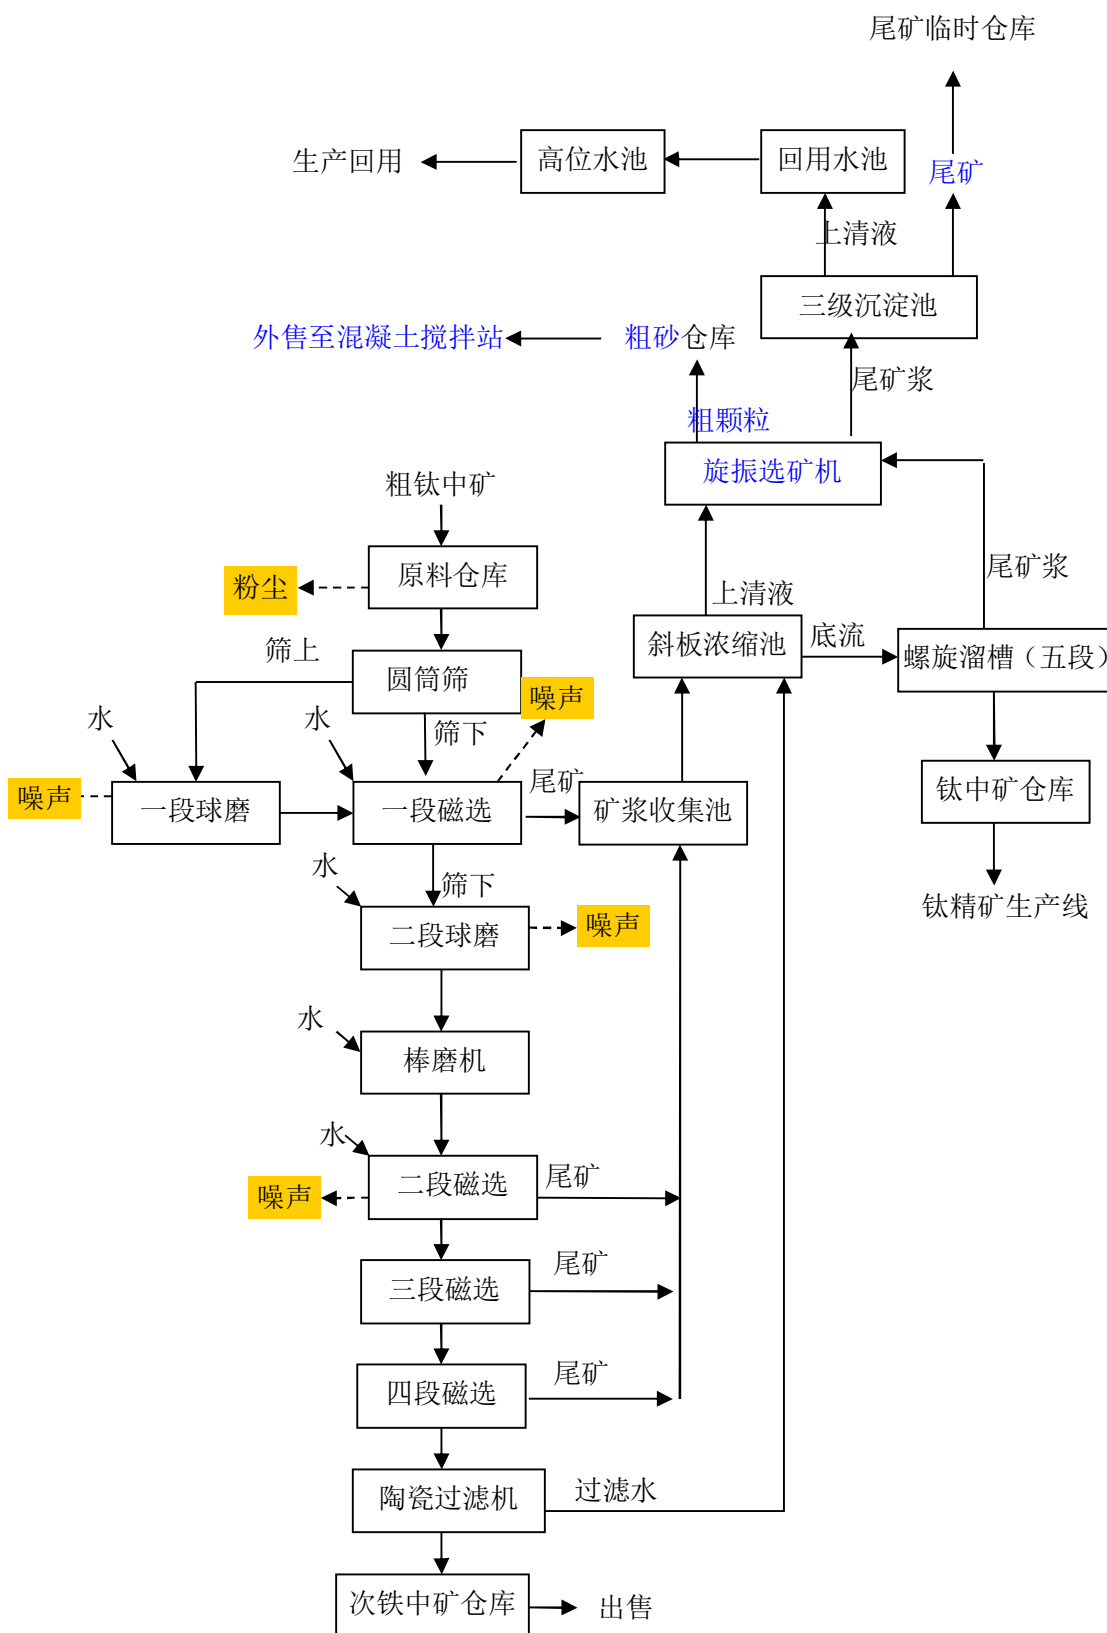 尾矿临时仓库
生产回用
高位水池
回用水池
尾矿
上清液
三级沉淀池
外售至混凝土搅拌站
粗砂仓库
尾矿浆
粗颗粒
旋振选矿机
粗钛中矿
原料仓库
粉尘
尾矿浆
上清液
筛上
斜板浓缩池
底流
螺旋溜槽（五段）
圆筒筛
噪声
水
水
筛下
噪声
一段球磨
一段磁选
尾矿
矿浆收集池
钛中矿仓库
水
筛下
二段球磨
噪声
钛精矿生产线
水
棒磨机
水
噪声
二段磁选
尾矿
三段磁选
尾矿
四段磁选
尾矿
陶瓷过滤机
过滤水
次铁中矿仓库
出售